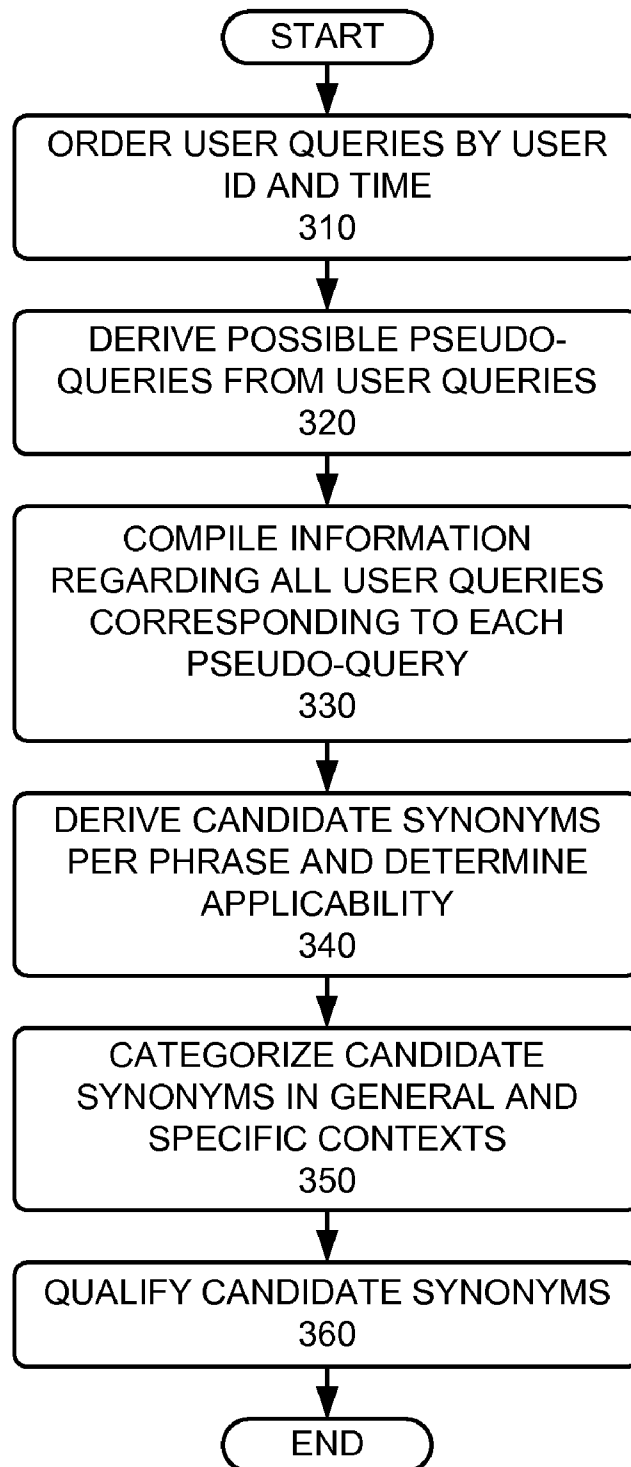 START
ORDER USER QUERIES BY USER
ID AND TIME
310
DERIVE POSSIBLE PSEUDO-
QUERIES FROM USER QUERIES
320
COMPILE INFORMATION
REGARDING ALL USER QUERIES
CORRESPONDING TO EACH
PSEUDO-QUERY
330
DERIVE CANDIDATE SYNONYMS
PER PHRASE AND DETERMINE
APPLICABILITY
340
CATEGORIZE CANDIDATE
SYNONYMS IN GENERAL AND
SPECIFIC CONTEXTS
350
QUALIFY CANDIDATE SYNONYMS
360
END